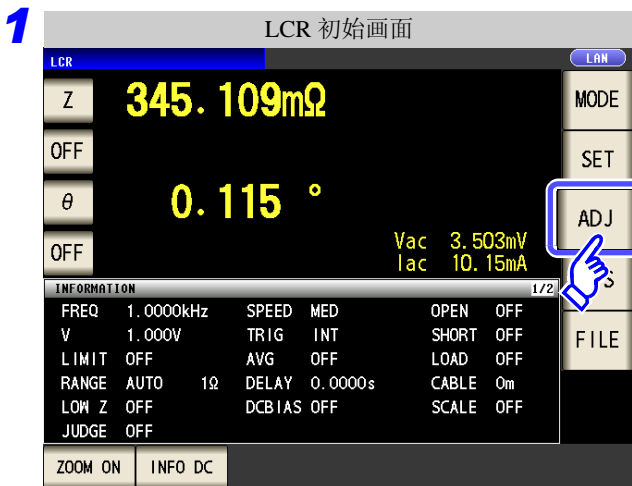 1
LCR 初始画面
LCR
LAN
Z 345.109mΩ
MODE
OFF
SET
θ 0.115 °
ADJ
OFF
Vac 3.503mV
Iac 10.15mA
INFORMATION 1/2
FREQ 1.0000kHz SPEED MED OPEN OFF
V 1.000V TRIG INT SHORT OFF
FILE
LIMIT OFF AVG OFF LOAD OFF
RANGE AUTO 1Ω DELAY 0.0000s CABLE 0m
LOW Z OFF DCBIAS OFF SCALE OFF
JUDGE OFF
ZOOM ON INFO DC